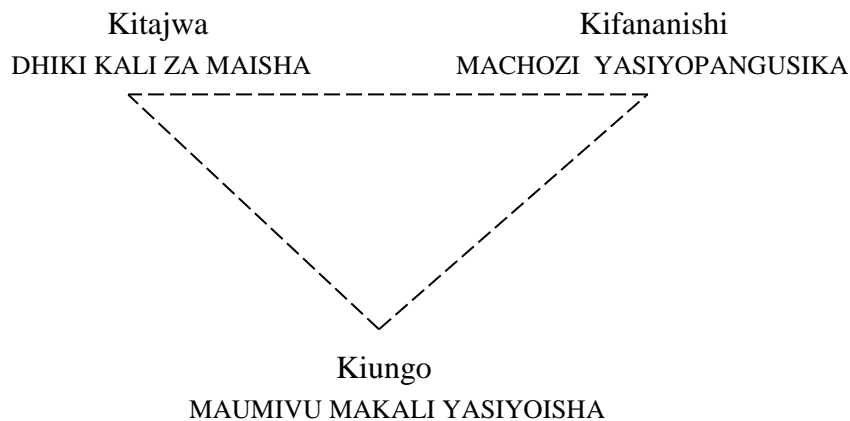 Kitajwa Kifananishi
DHIKI KALI ZA MAISHA MACHOZI YASIYOPANGUSIKA
Kiungo
MAUMIVU MAKALI YASIYOISHA